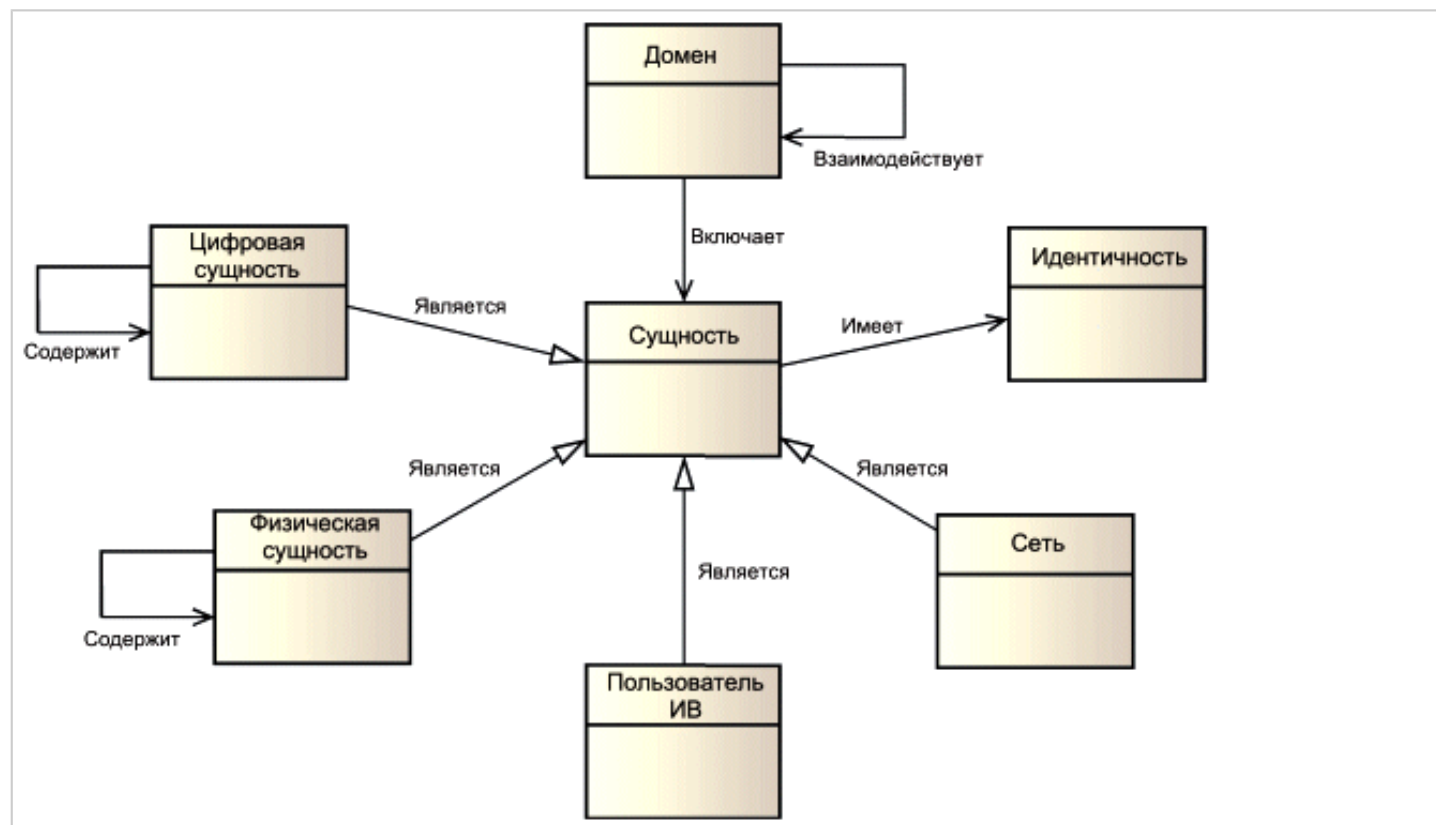 Домен
Взаимодействует
Включает
Цифровая
сущность
Идентичность
Является
Имеет
Сущность
Содержит
Является
Является
Физическая
сущность
Сеть
Является
Содержит
Пользователь
ИВ